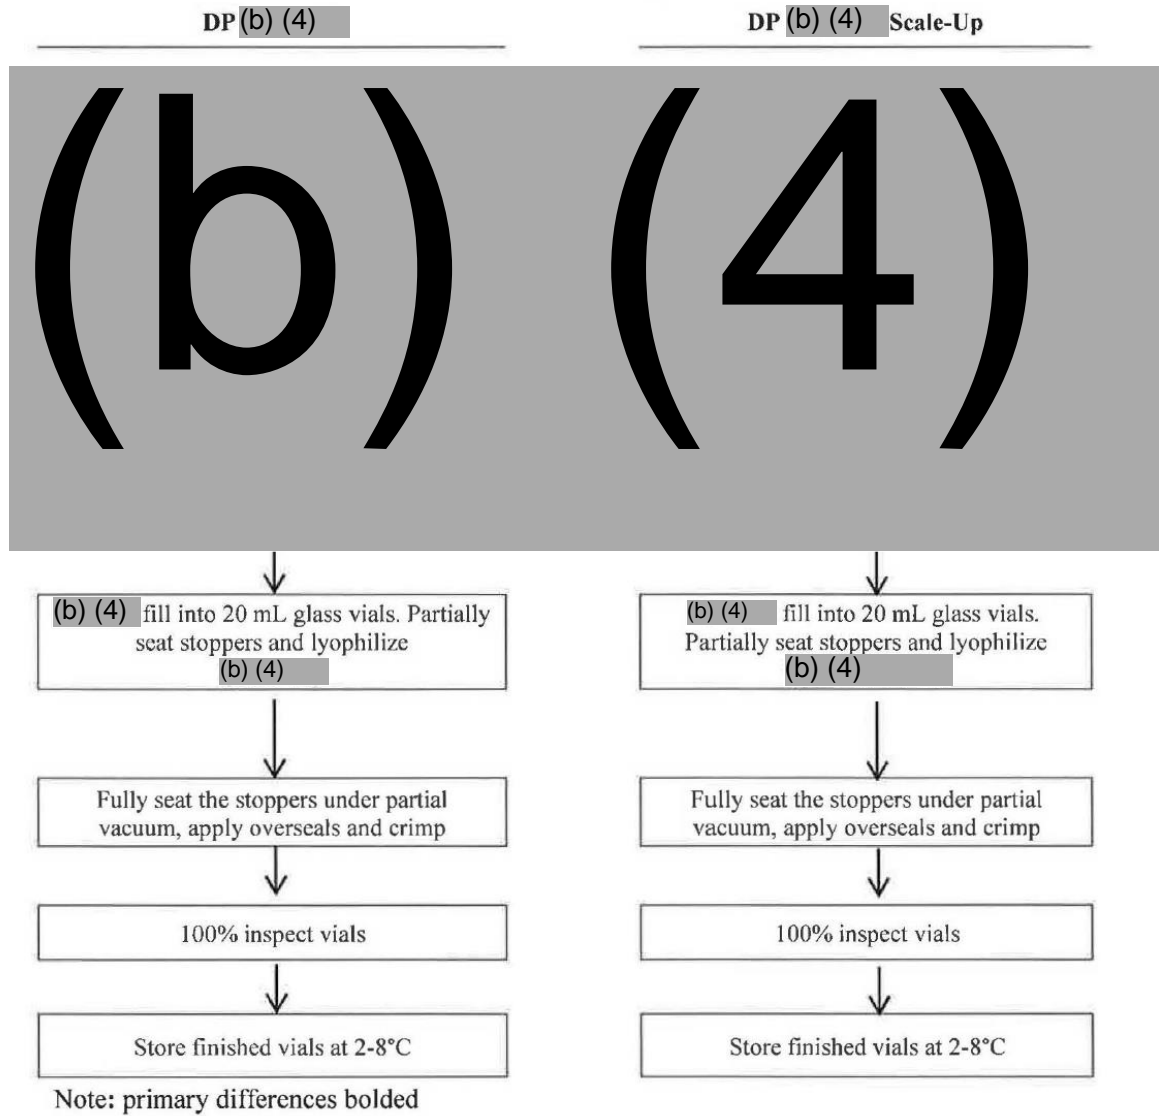 DP (b) (4)
DP (b) (4) Scale-Up
(b) (4)
(b) (4) fill into 20 mL glass vials. Partially
seat stoppers and lyophilize
(b) (4)
(b) (4) fill into 20 mL glass vials.
Partially seat stoppers and lyophilize
(b) (4)
Fully seat the stoppers under partial
vacuum, apply overseals and crimp
Fully seat the stoppers under partial
vacuum, apply overseals and crimp
100% inspect vials
100% inspect vials
Store finished vials at 2-8°C
Store finished vials at 2-8°C
Note: primary differences bolded